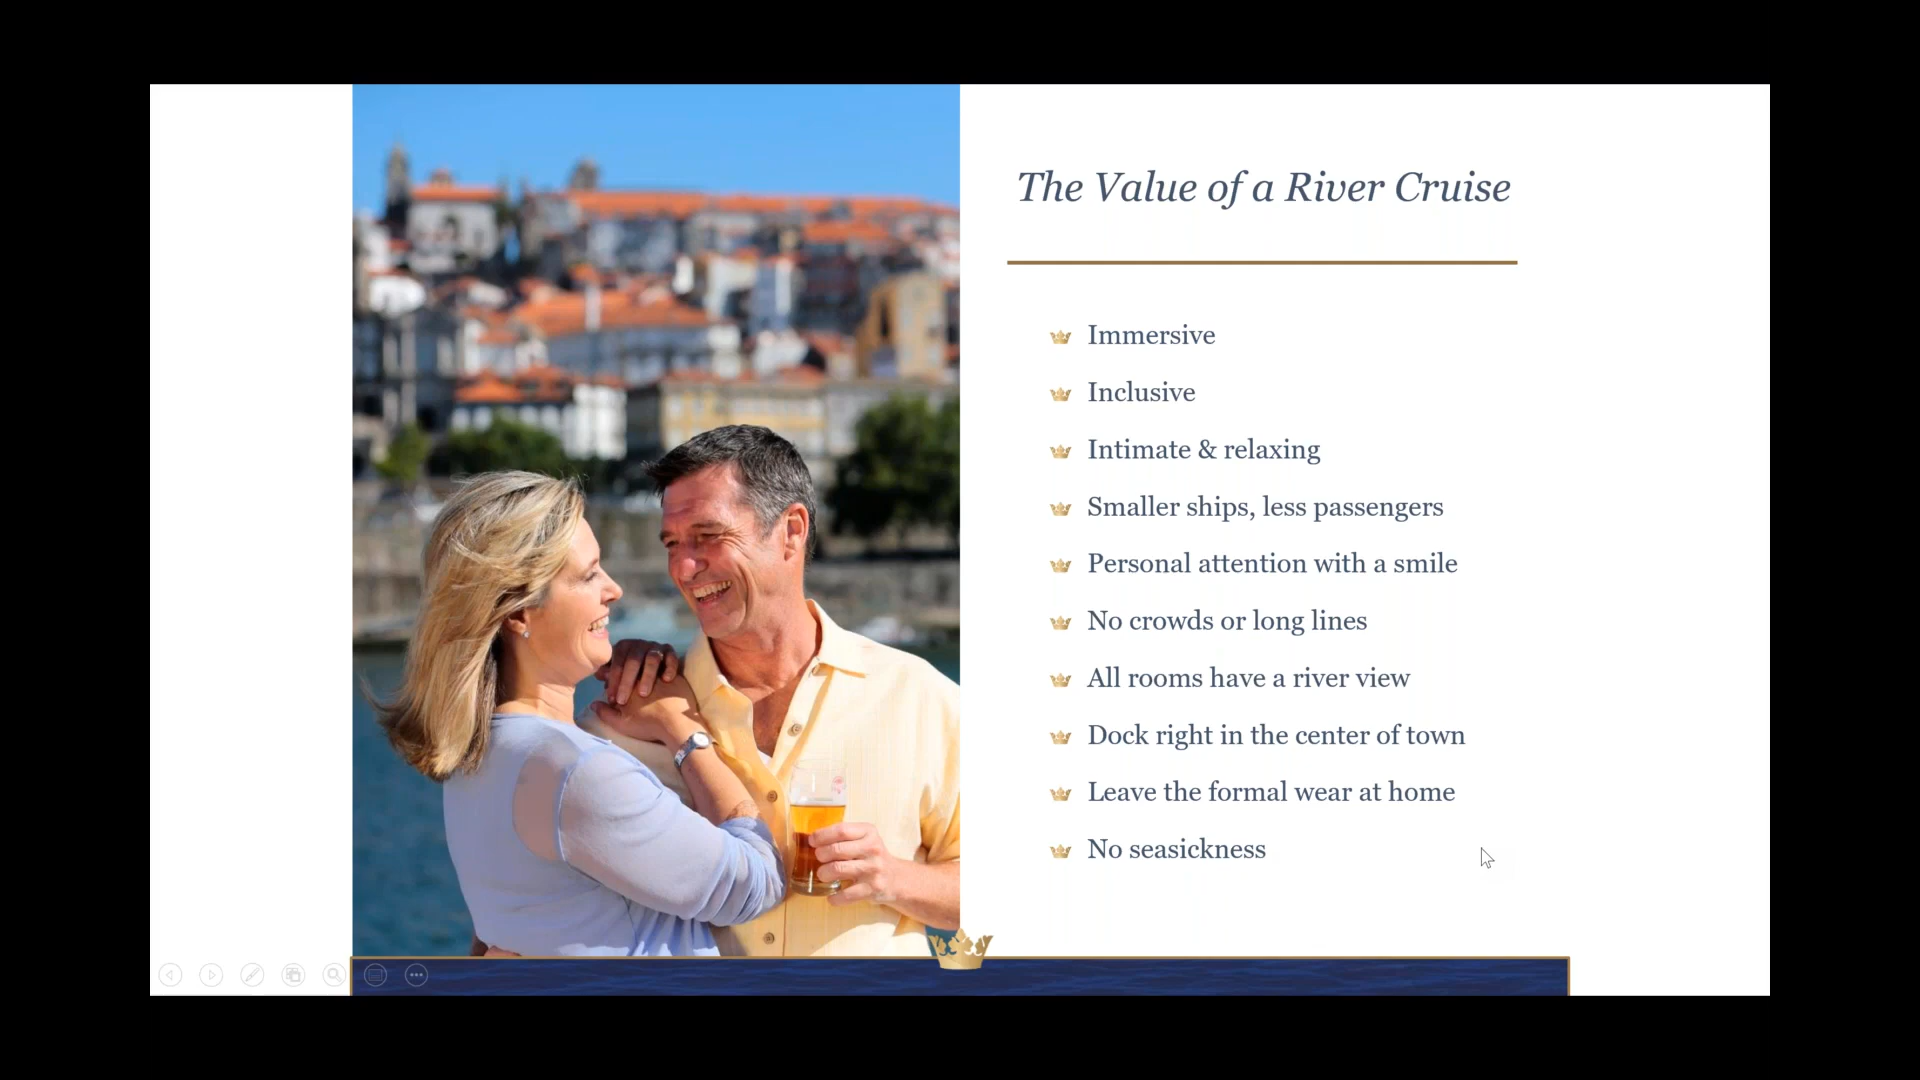 The Value of a River Cruise
Immersive
Inclusive
Intimate & relaxing
Smaller ships, less passengers
Personal attention with a smile
No crowds or long lines
All rooms have a river view
Dock right in the center of town
Leave the formal wear at home
No seasickness